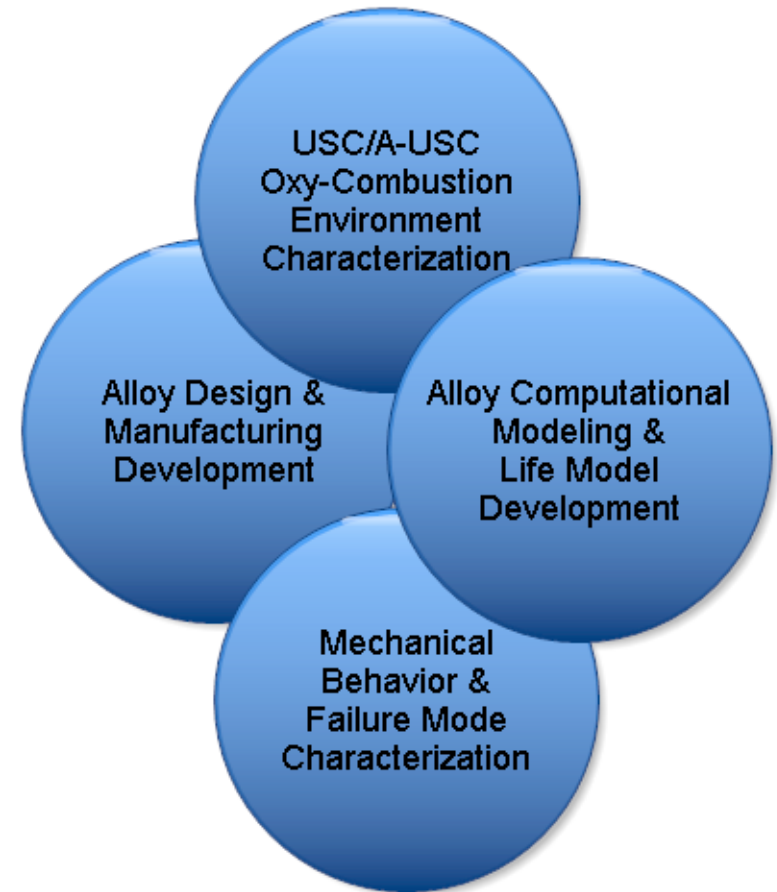 USC/A-USC
Oxy-Combustion
Environment
Characterization
Alloy Design &
Manufacturing
Development
Alloy Computational
Modeling &
Life Model
Development
Mechanical
Behavior &
Failure Mode
Characterization